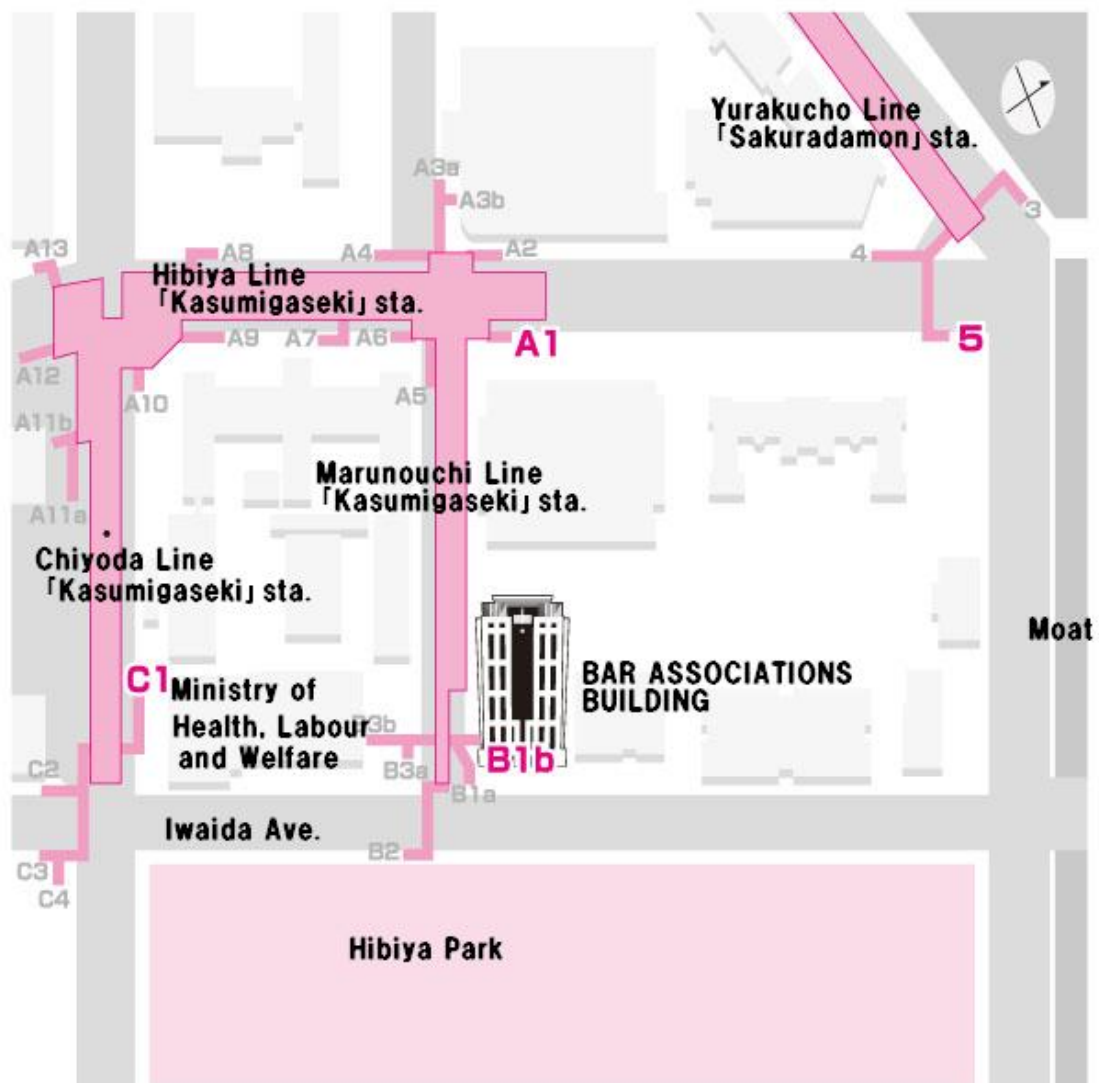 Yurakucho Line
「Sakuradamon」sta.
A3a
A3b
3
A13
A8
A4
A2
4
Hibiya Line
「Kasumigaseki」sta.
A9
A7
A6
A1
5
A12
A10
A5
A11b
Marunouchi Line
「Kasumigaseki」sta.
A11a
Chiyoda Line
「Kasumigaseki」sta.
Moat
BAR ASSOCIATIONS
BUILDING
C1
Ministry of
Health, Labour
and Welfare
B3b
B1b
B3a
C2
B1a
Iwaida Ave.
B2
C3
C4
Hibiya Park